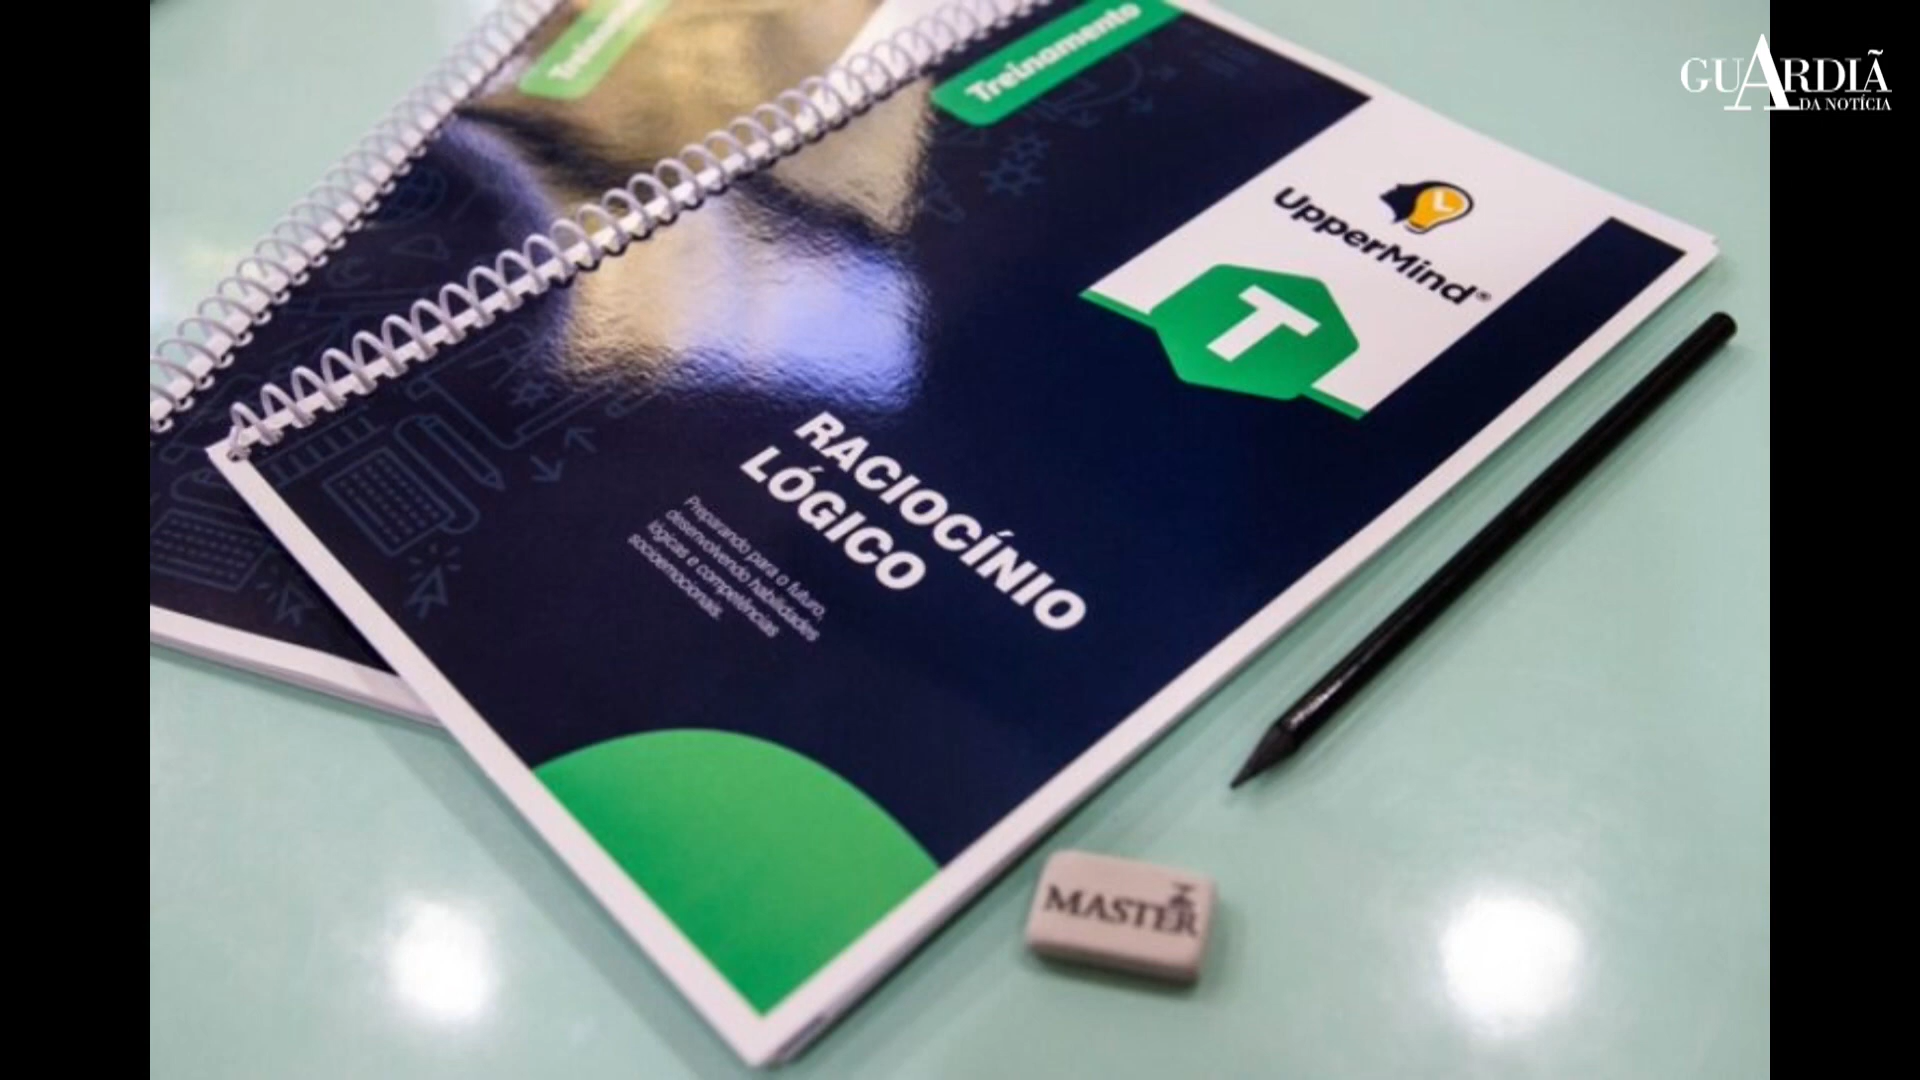 GUARDIÃ
DA NOTÍCIA
Treinamento
Treinamento
UpperMind®
T
RACIOCÍNIO
LÓGICO
Preparando para o futuro,
desenvolvendo habilidades
lógicas e competências
socioemocionais.
MASTER